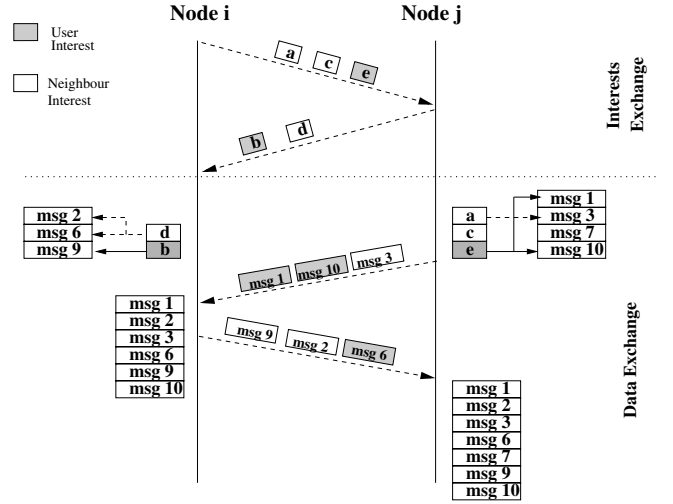 Node i
Node j
User
Interest
Neighbour
Interest
a
c
e
b
d
Interests
Exchange
msg 2
msg 6
msg 9
d
b
a
c
e
msg 1
msg 3
msg 7
msg 10
msg 1
msg 10
msg 3
msg 1
msg 2
msg 3
msg 6
msg 9
msg 10
msg 9
msg 2
msg 6
msg 1
msg 2
msg 3
msg 6
msg 7
msg 9
msg 10
Data Exchange